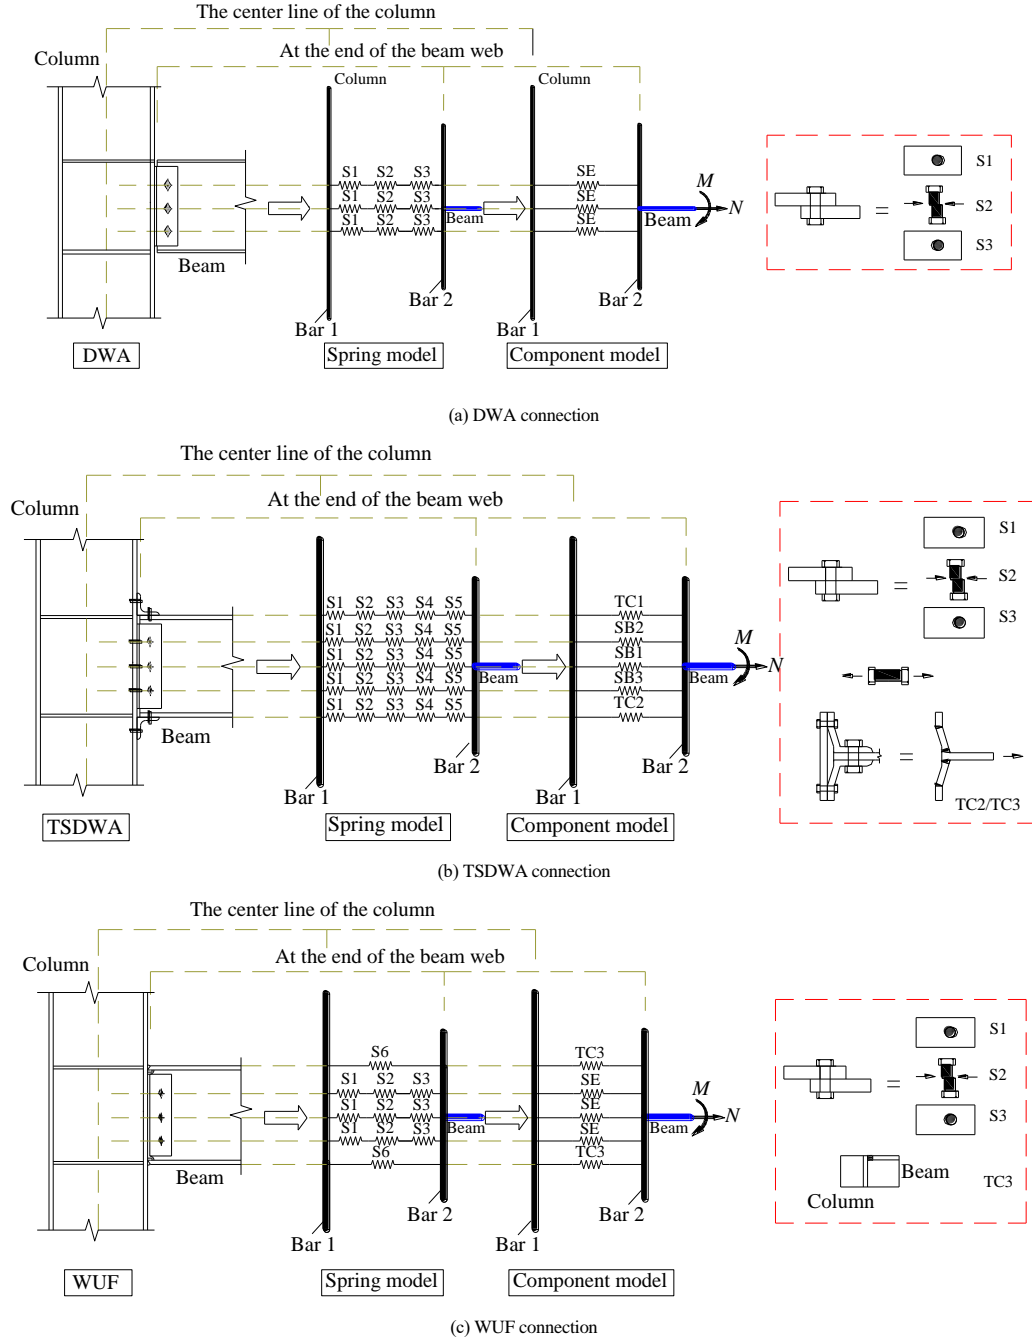 The center line of the column
At the end of the beam web
Column
Column
Column
S1 S2 S3
SE
S1 S2 S3
SE
S1 S2 S3
SE
Beam
Beam
M
N
Beam
Bar 2
Bar 2
Bar 1
Bar 1
DWA
Spring model
Component model
S1
=
S2
S3
(a) DWA connection
The center line of the column
At the end of the beam web
Column
S1 S2 S3 S4 S5
TC1
S1 S2 S3 S4 S5
SB2
S1 S2 S3 S4 S5
SB1
S1 S2 S3 S4 S5
SB3
S1 S2 S3 S4 S5
TC2
Beam
Beam
M
N
Beam
Bar 2
Bar 2
Bar 1
Bar 1
TSDWA
Spring model
Component model
S1
=
S2
S3
=
TC2/TC3
(b) TSDWA connection
The center line of the column
At the end of the beam web
Column
S6
TC3
S1 S2 S3
SE
S1 S2 S3
SE
S1 S2 S3
SE
S6
TC3
Beam
Beam
M
N
Beam
Bar 2
Bar 2
Bar 1
Bar 1
WUF
Spring model
Component model
S1
=
S2
S3
Beam
Column
TC3
(c) WUF connection